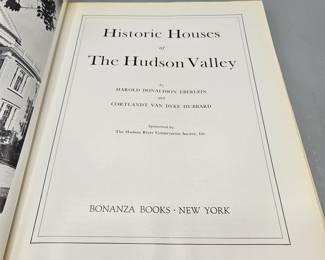 Historic Houses
of
The Hudson Valley
by
HAROLD DONALDSON EBERLEIN
and
CORTLANDT VAN DYKE HUBBARD
Sponsored by
The Hudson River Conservation Society, Inc.
BONANZA BOOKS · NEW YORK